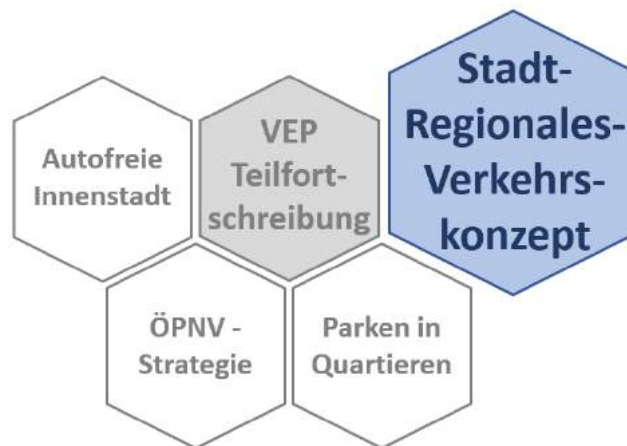 Autofreie
Innenstadt
VEP
Teilfort-
schreibung
Stadt-
Regionales-
Verkehrs-
konzept
ÖPNV -
Strategie
Parken in
Quartieren